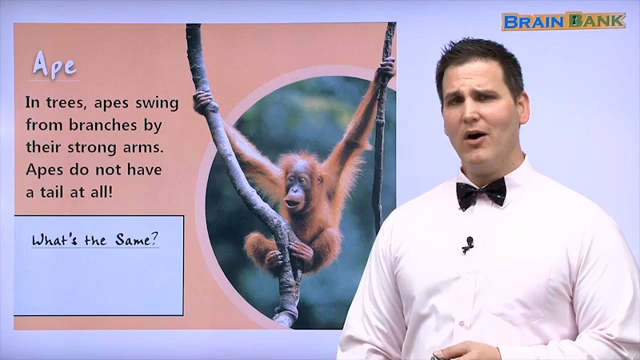 BRAIN BANK
Ape
In trees, apes swing
from branches by
their strong arms.
Apes do not have
a tail at all!
What's the Same?